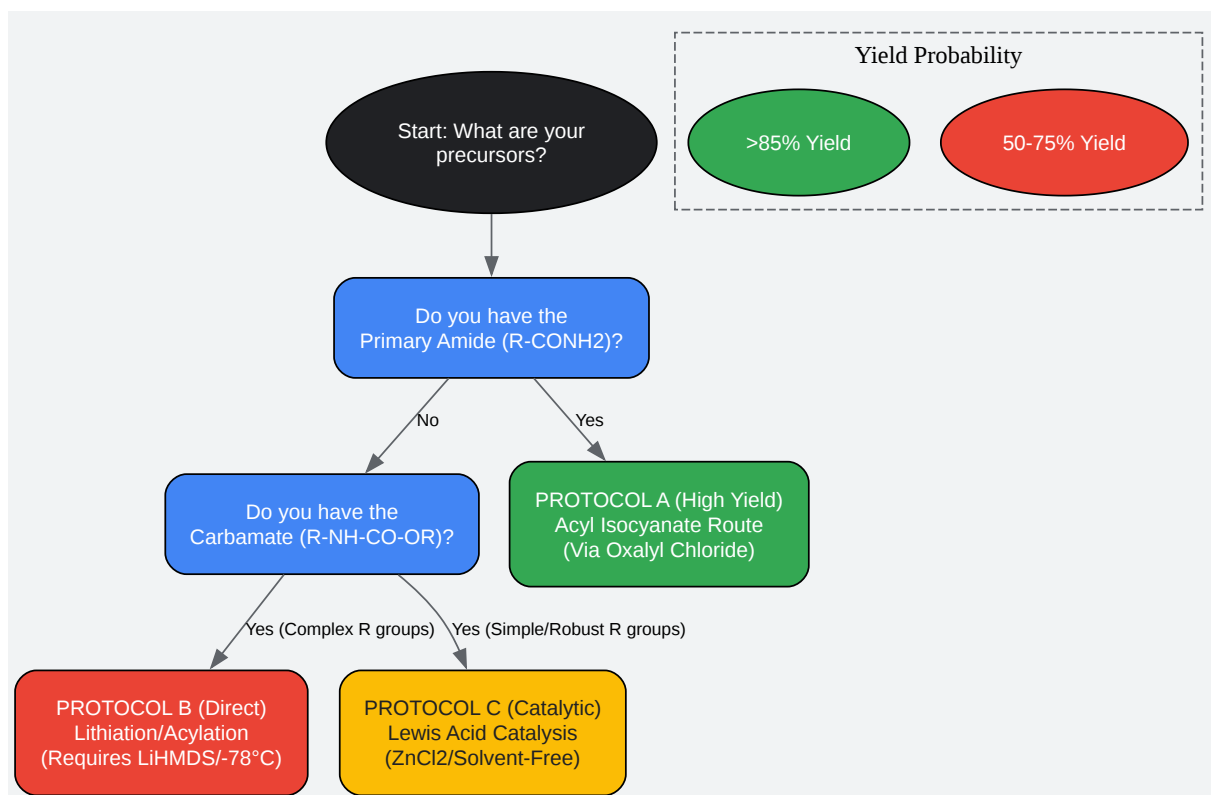 Yield Probability
Start: What are your
precursors?
>85% Yield
50-75% Yield
Do you have the
Primary Amide (R-CONH2)?
No
Yes
Do you have the
Carbamate (R-NH-CO-OR)?
PROTOCOL A (High Yield)
Acyl Isocyanate Route
(Via Oxalyl Chloride)
Yes (Complex R groups)
Yes (Simple/Robust R groups)
PROTOCOL B (Direct)
Lithiation/Acylation
(Requires LiHMDS/-78°C)
PROTOCOL C (Catalytic)
Lewis Acid Catalysis
(ZnCl2/Solvent-Free)